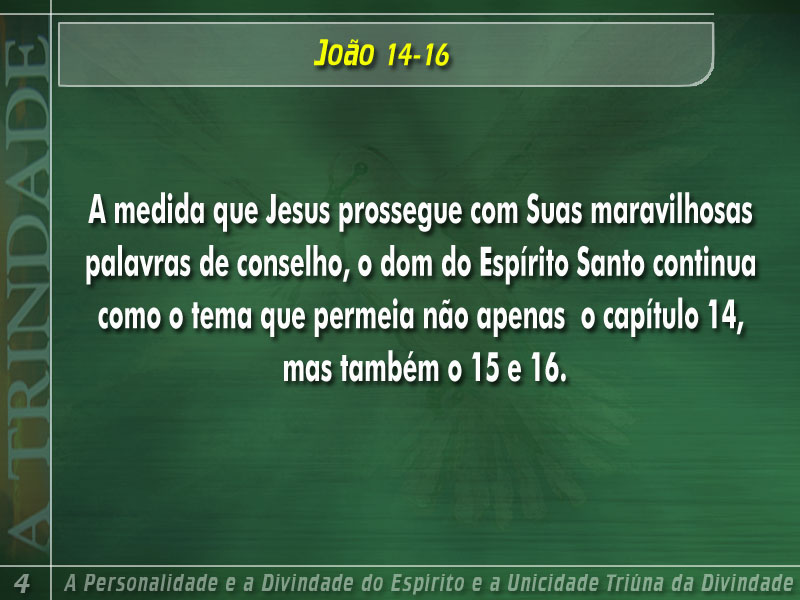 João 14-16
A medida que Jesus prossegue com Suas maravilhosas
palavras de conselho, o dom do Espírito Santo continua
como o tema que permeia não apenas o capítulo 14,
mas também o 15 e 16.
A TRINDADE
4 A Personalidade e a Divindade do Espírito e a Unicidade Triúna da Divindade